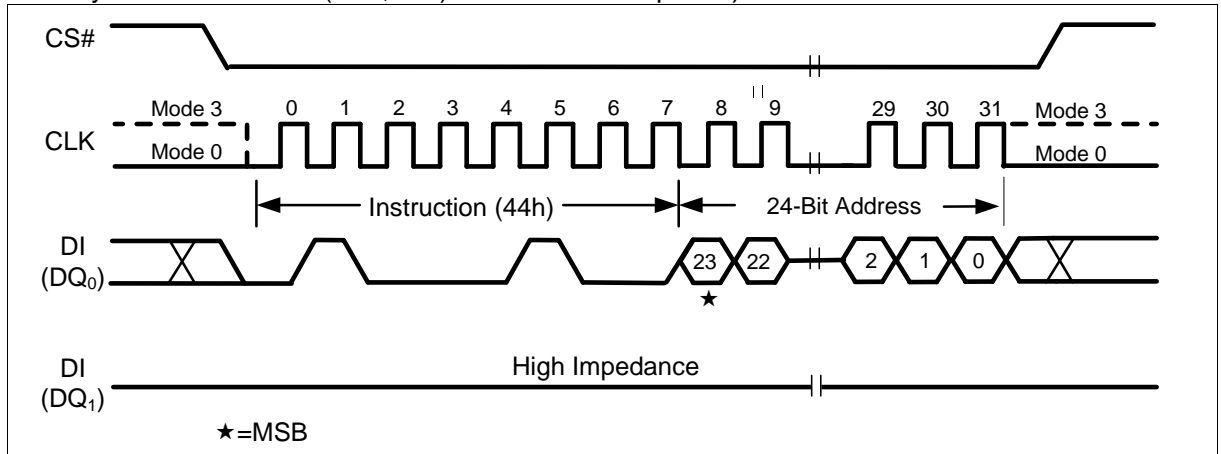 CS#
Mode 3 0 1 2 3 4 5 6 7 8 9 29 30 31 Mode 3
CLK
Mode 0 Mode 0
Instruction (44h) 24-Bit Address
DI
(DQ₀)
23 22 2 1 0
★
High Impedance
DI
(DQ₁)
★=MSB